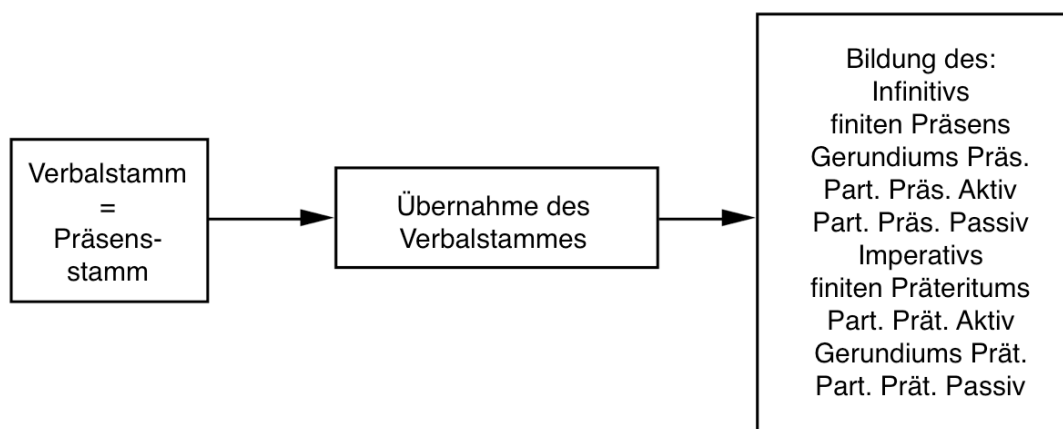 Verbalstamm
=
Präsens-
stamm
Übernahme des
Verbalstammes
Bildung des:
Infinitivs
finiten Präsens
Gerundiums Präs.
Part. Präs. Aktiv
Part. Präs. Passiv
Imperativs
finiten Präteritums
Part. Prät. Aktiv
Gerundiums Prät.
Part. Prät. Passiv